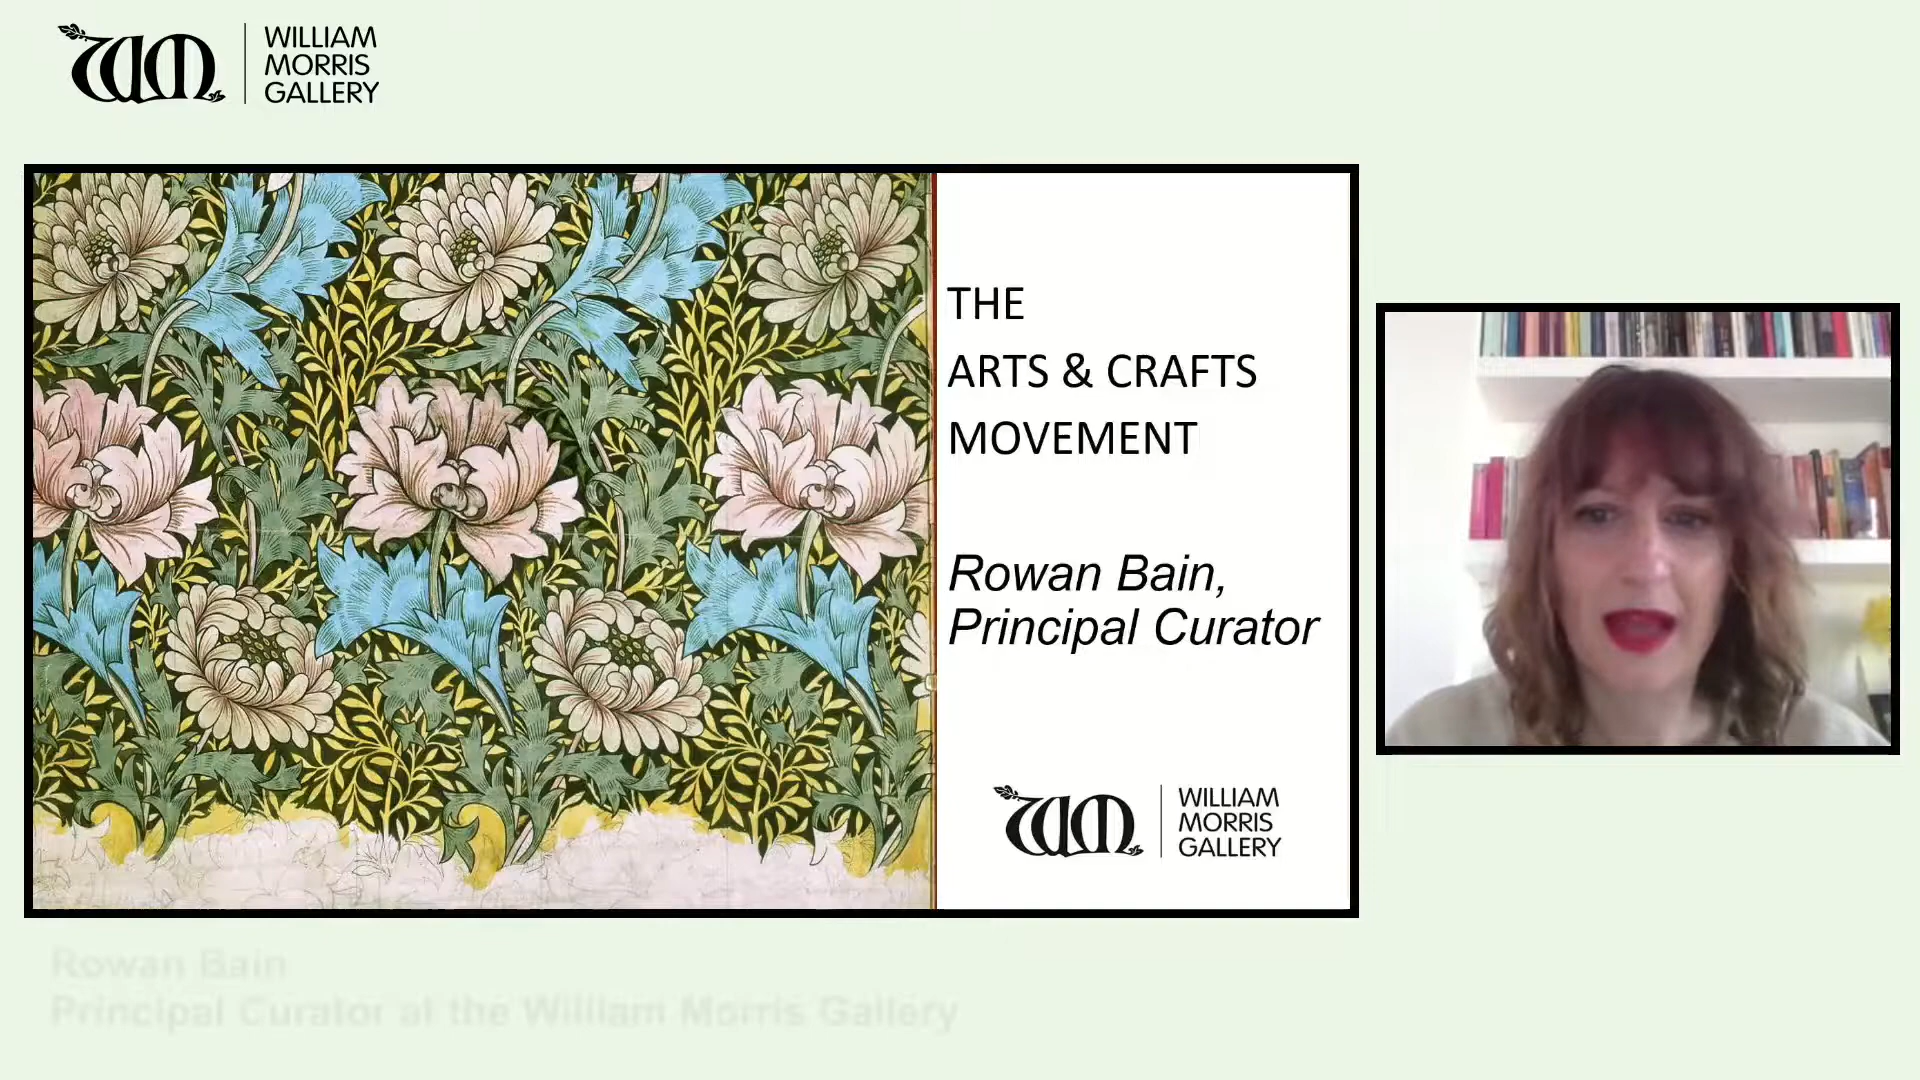 WILLIAM
MORRIS
GALLERY
THE
ARTS & CRAFTS
MOVEMENT
Rowan Bain,
Principal Curator
WILLIAM
MORRIS
GALLERY
Rowan Bain
Principal Curator at the William Morris Gallery